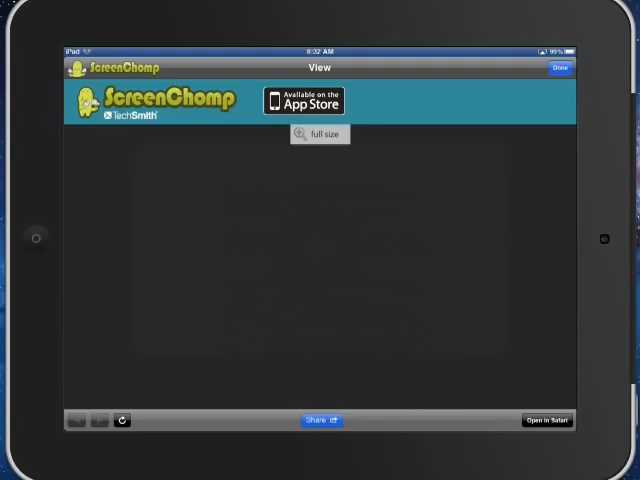 iPad 8:32 AM 99%
ScreenChomp View Done
ScreenChomp
TechSmith
Available on the
App Store
full size
Share Open in Safari